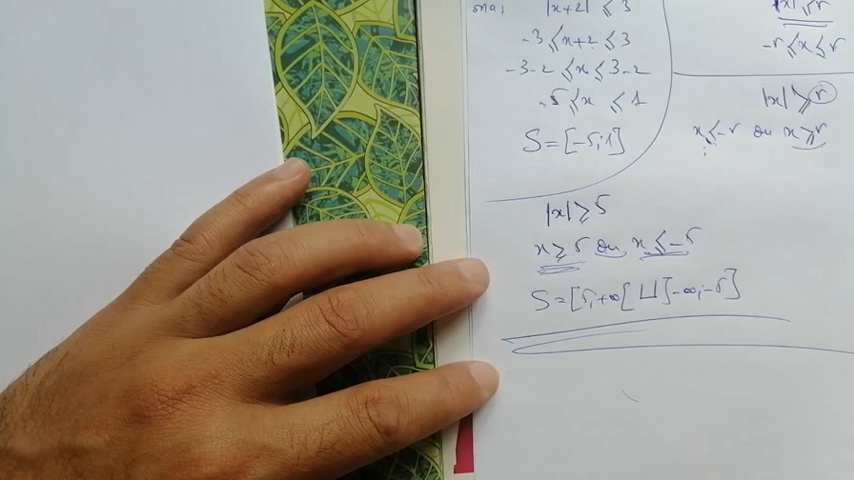 |x+2| ⩽ 3
-3 ⩽ x+2 ⩽ 3
-3-2 ⩽ x ⩽ 3-2
-5 ⩽ x ⩽ 1
S = [-5; 1]
|x| ⩽ r
-r ⩽ x ⩽ r
|x| ⩾ r
x ⩽ -r ou x ⩾ r
|x| ⩾ 5
x ⩾ 5 ou x ⩽ -5
S = [5; +∞[ ⊔ ]-∞; -5]